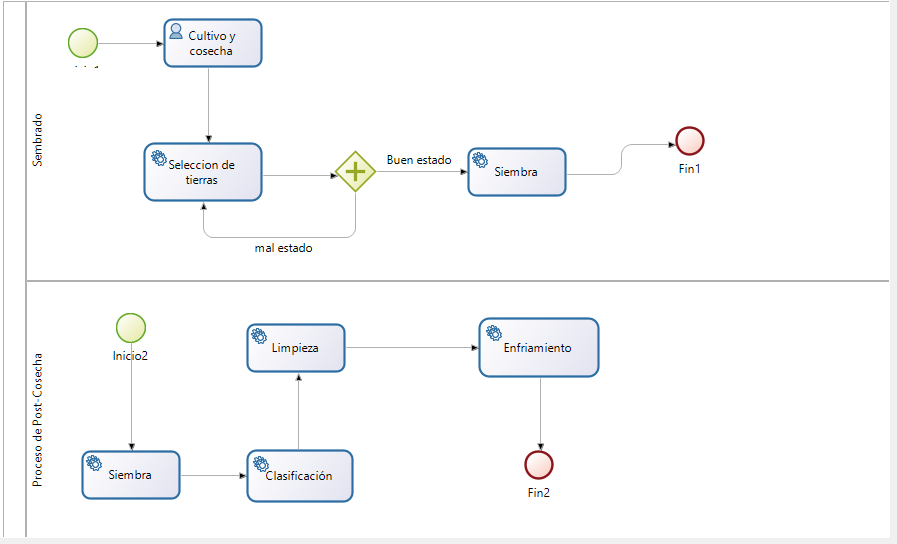 Cultivo y
cosecha
Sembrado
Seleccion de
tierras
Buen estado
Siembra
Fin1
mal estado
Inicio2
Limpieza
Enfriamiento
Proceso de Post-Cosecha
Siembra
Clasificación
Fin2